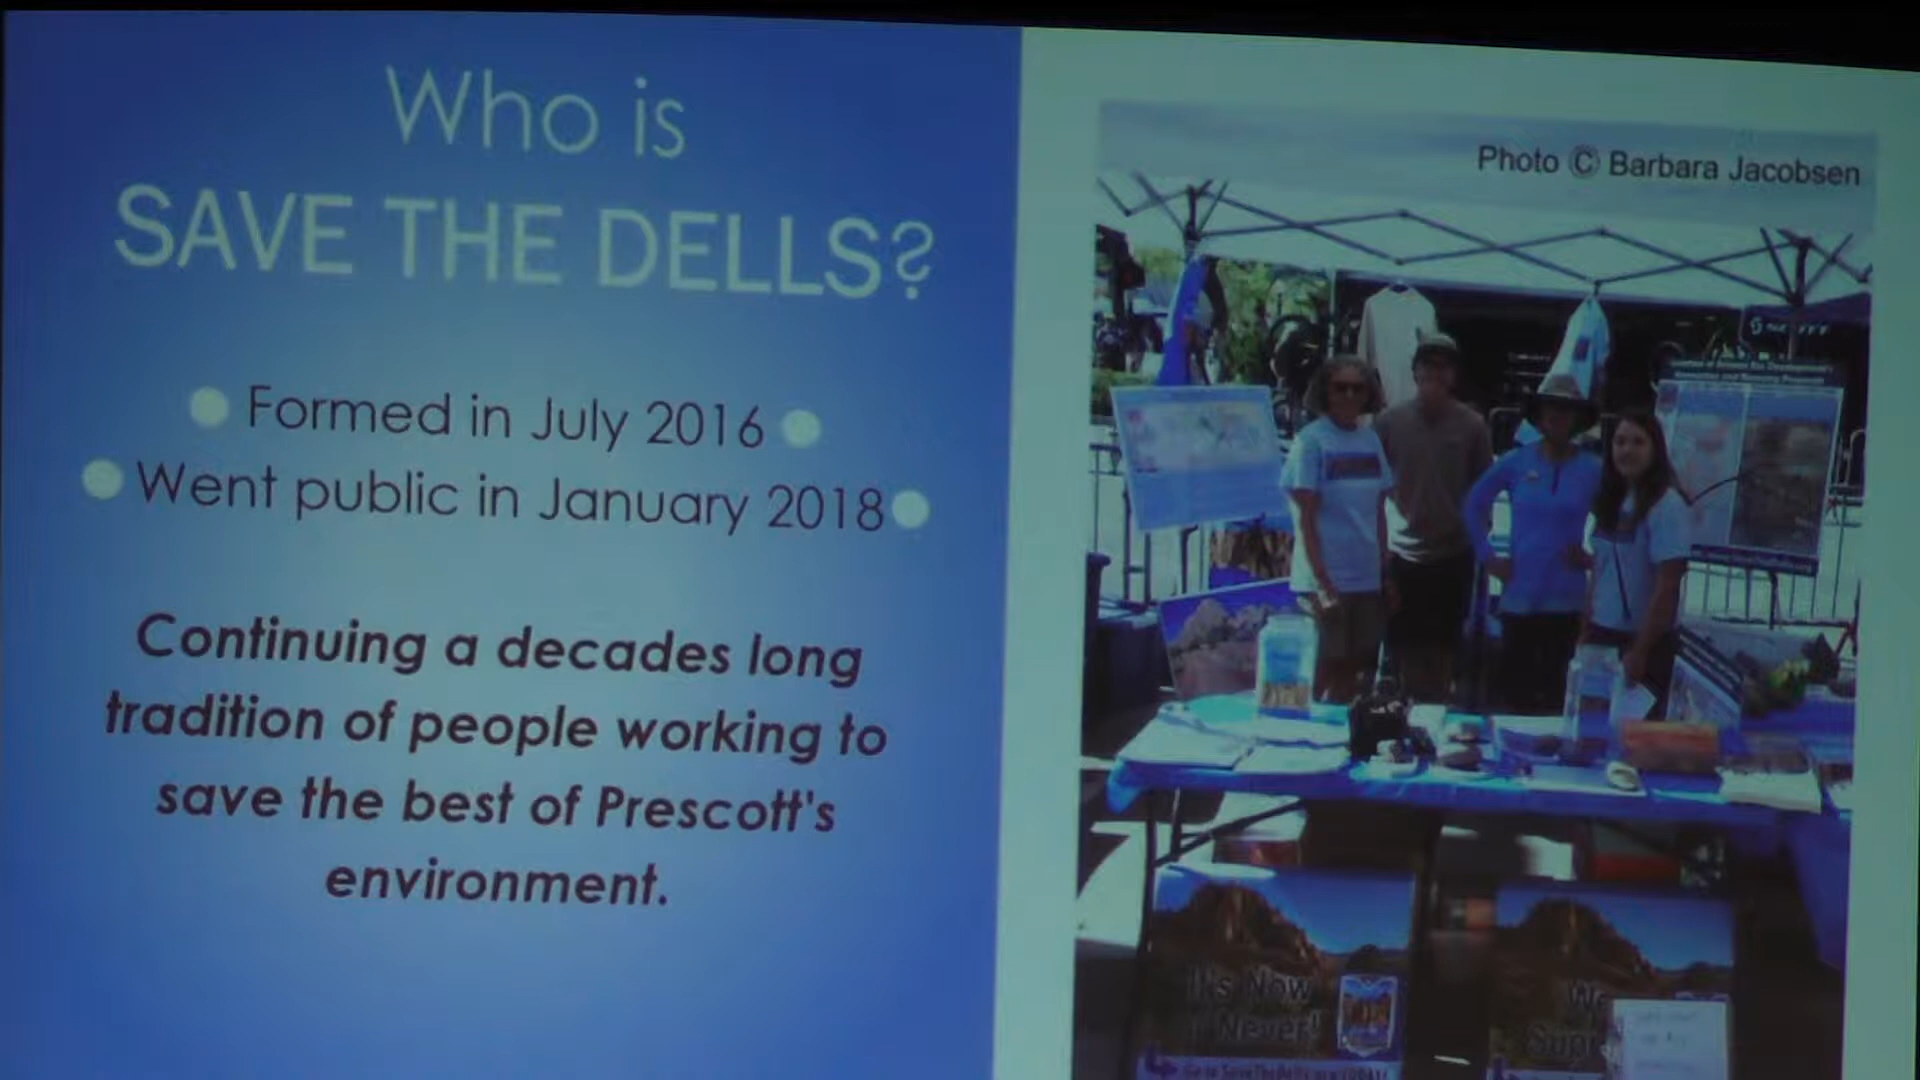 Who is
SAVE THE DELLS?
Formed in July 2016
Went public in January 2018
Continuing a decades long
tradition of people working to
save the best of Prescott's
environment.
Photo © Barbara Jacobsen
It's Now
Never!
We